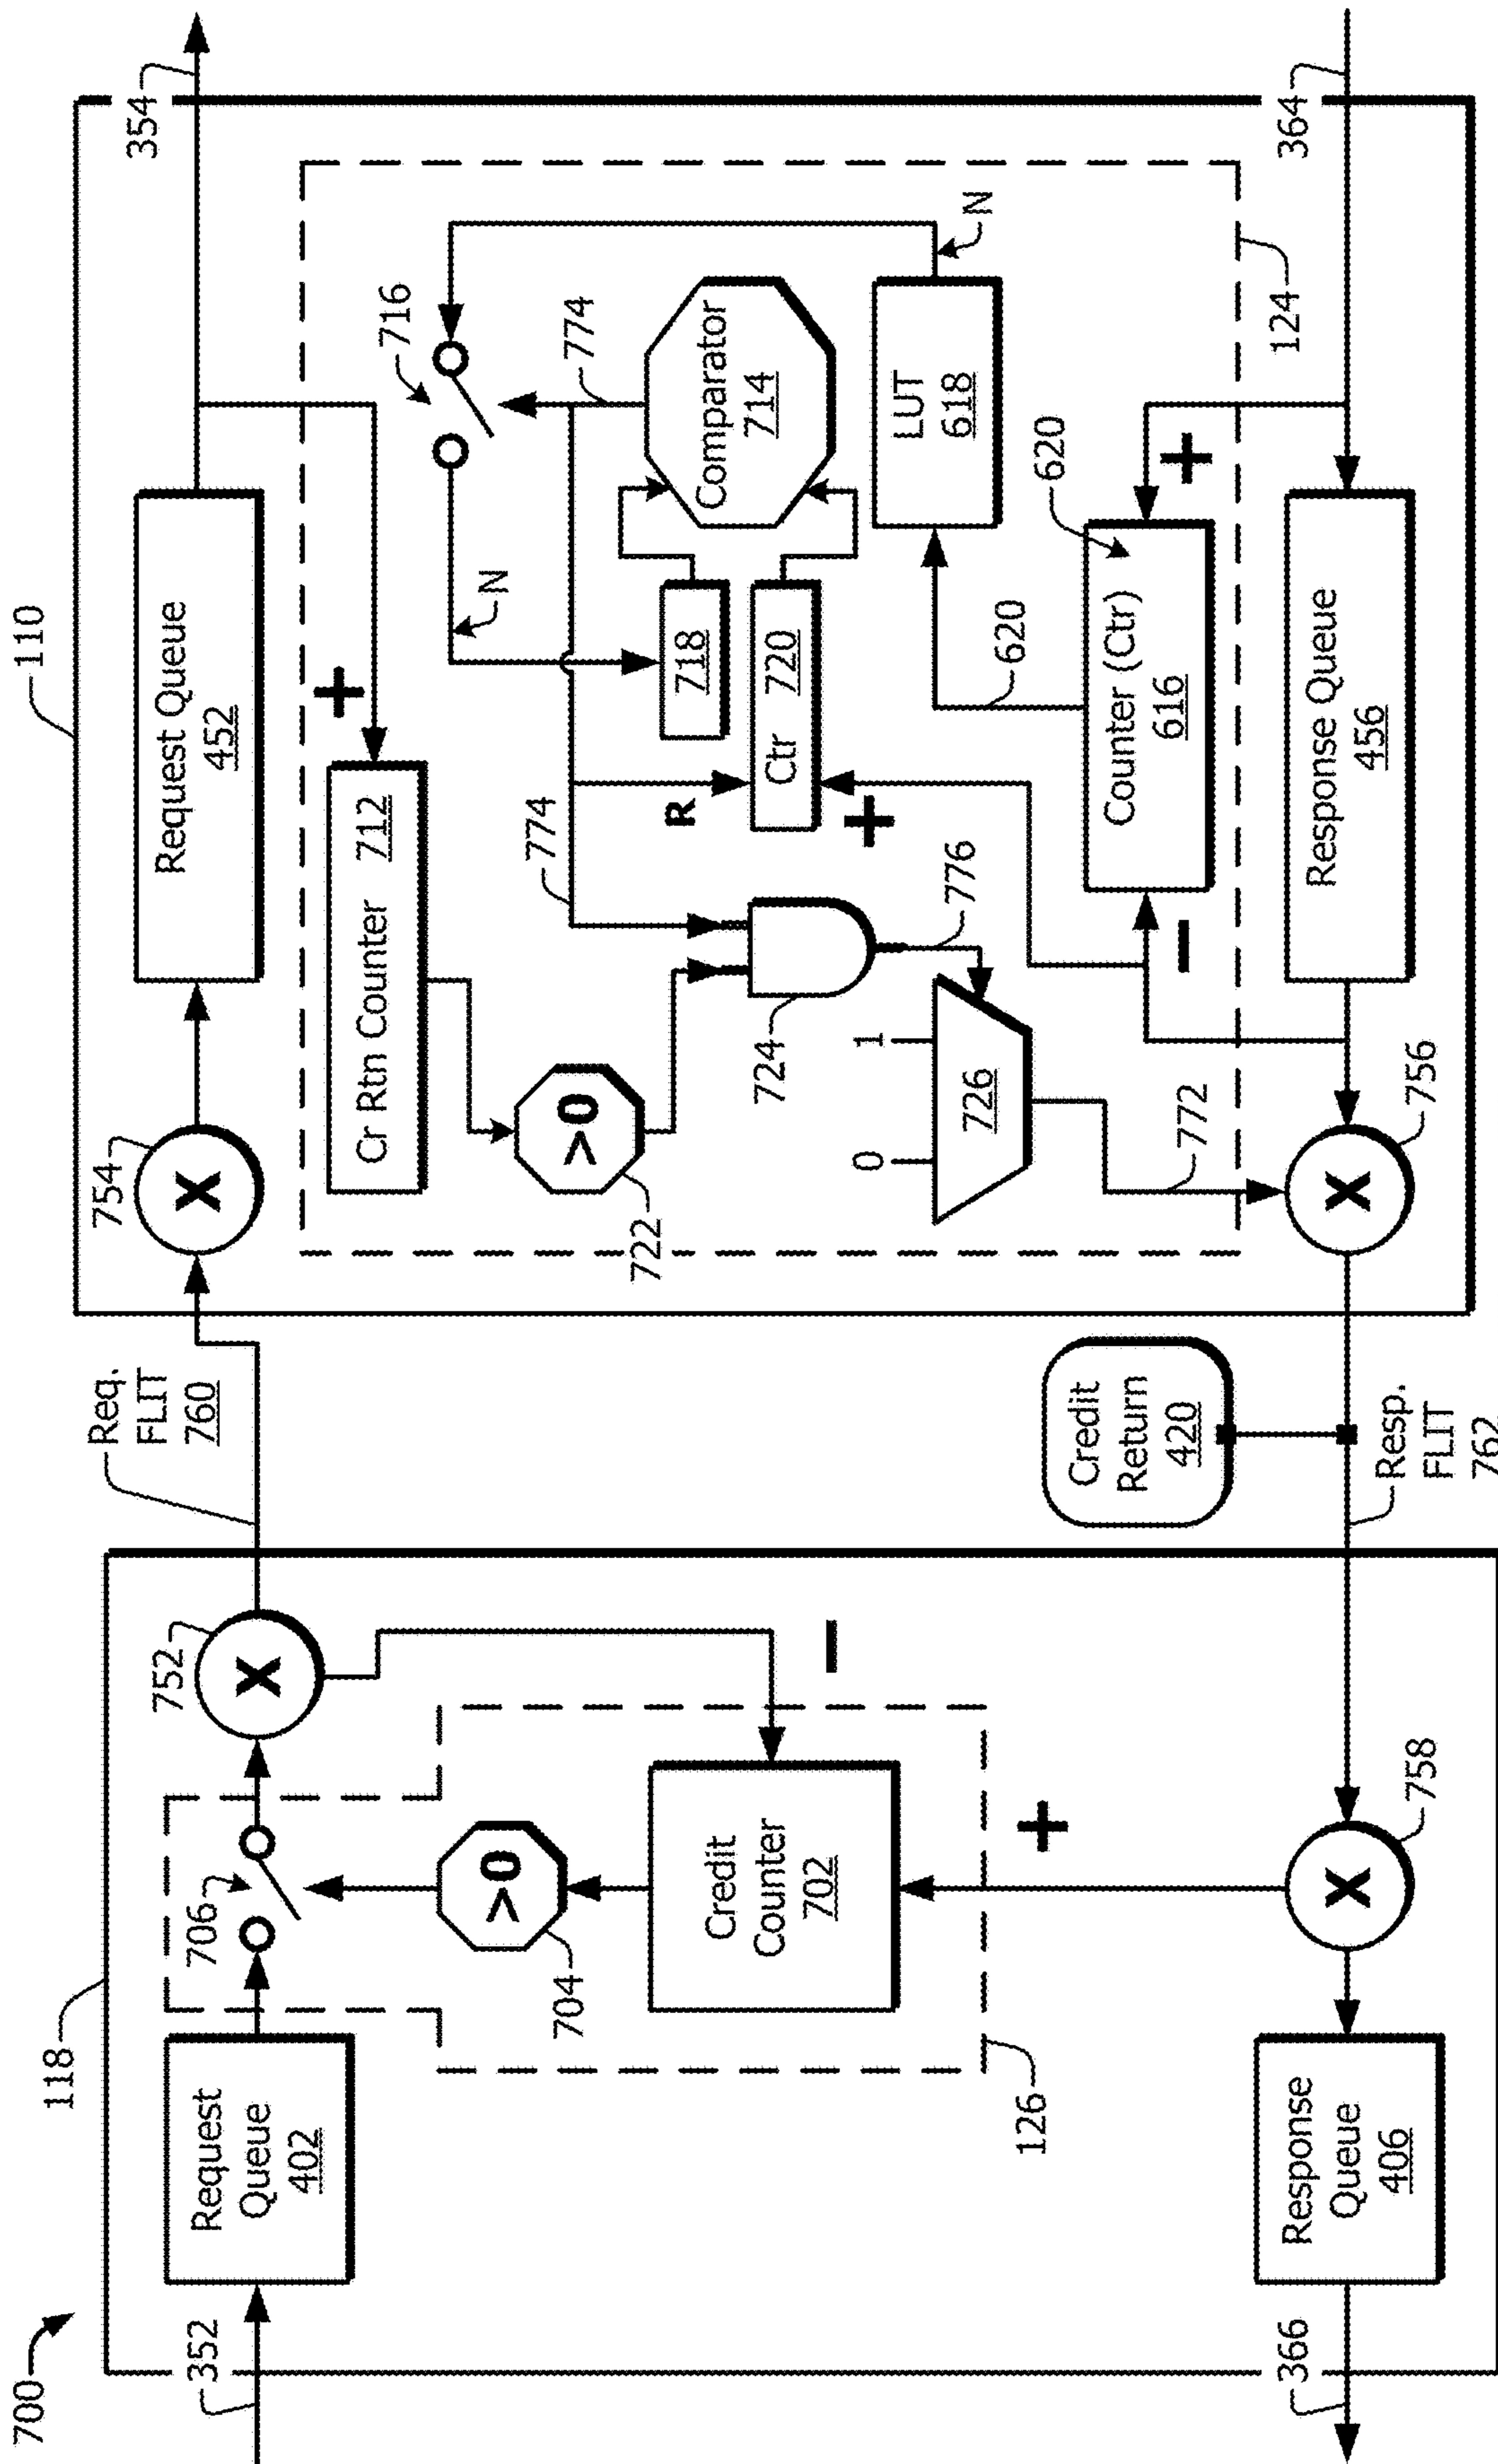 700
118
110
352
Request
Queue
402
706
752
Req.
FLIT
760
754
Request Queue
452
354
>0
704
Credit
Counter
702
126
+
−
X
X
+
Cr Rtn Counter 712
>0
722
774
R
724
776
0
1
726
772
N
716
774
718
Ctr 720
+
Comparator
714
N
LUT
618
620
620
Counter (Ctr)
616
−
+
124
Credit
Return
420
Resp.
FLIT
762
366
Response
Queue
406
X
758
X
756
Response Queue
456
364